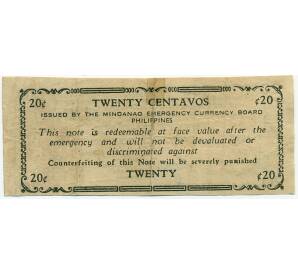 20¢ TWENTY CENTAVOS ¢20
ISSUED BY THE MINDANAO EMERGENCY CURRENCY BOARD
PHILIPPINES
This note is redeemable at face value after the
emergency and will not be devaluated or
discriminated against
Counterfeiting of this Note will be severely punished
20¢ TWENTY ¢20